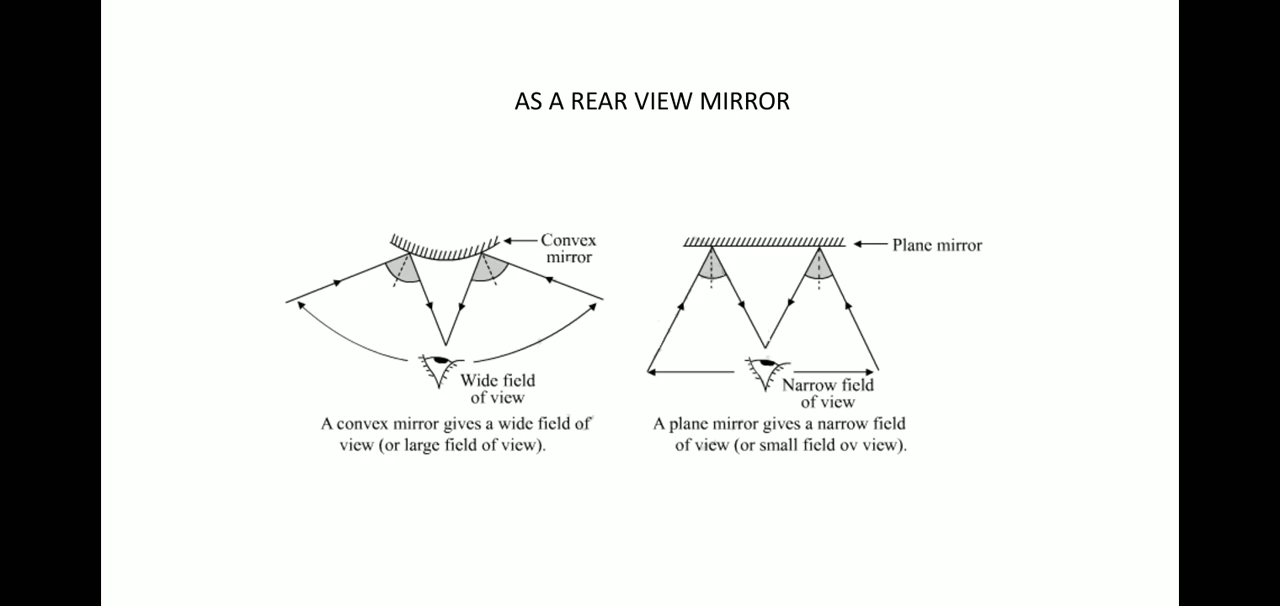 AS A REAR VIEW MIRROR
Convex
mirror
Wide field
of view
A convex mirror gives a wide field of
view (or large field of view).
Plane mirror
Narrow field
of view
A plane mirror gives a narrow field
of view (or small field ov view).